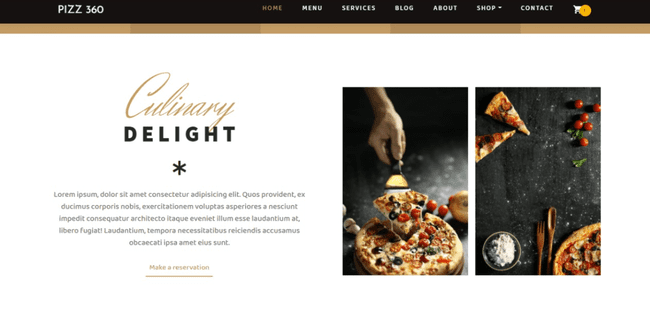 PIZZ 360
HOME MENU SERVICES BLOG ABOUT SHOP CONTACT
Culinary
DELIGHT
*
Lorem ipsum, dolor sit amet consectetur adipisicing elit. Quos provident, ex
ducimus corporis nobis, exercitationem voluptas asperiores a nesciunt
impedit consequatur architecto itaque eveniet illum esse laudantium at,
libero fugiat! Laudantium, tempora necessitatibus reiciendis accusamus
obcaecati ipsa amet eius sunt.
Make a reservation